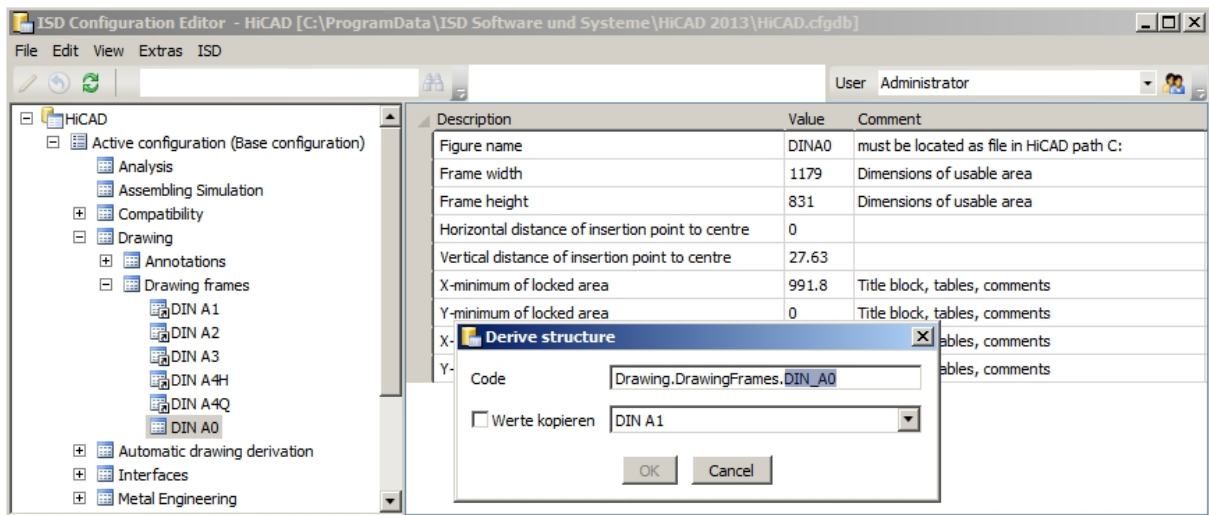 ISD Configuration Editor - HiCAD [C:\ProgramData\ISD Software und Systeme\HiCAD 2013\HiCAD.cfgdb]
File Edit View Extras ISD
User Administrator
HiCAD
Active configuration (Base configuration)
Analysis
Assembling Simulation
Compatibility
Drawing
Annotations
Drawing frames
DIN A1
DIN A2
DIN A3
DIN A4H
DIN A4Q
DIN A0
Automatic drawing derivation
Interfaces
Metal Engineering
Description Value Comment
Figure name DINA0 must be located as file in HiCAD path C:
Frame width 1179 Dimensions of usable area
Frame height 831 Dimensions of usable area
Horizontal distance of insertion point to centre 0
Vertical distance of insertion point to centre 27.63
X-minimum of locked area 991.8 Title block, tables, comments
Y-minimum of locked area 0 Title block, tables, comments
X- ables, comments
Y- ables, comments
Derive structure
Code Drawing.DrawingFrames.DIN_A0
Werte kopieren DIN A1
OK Cancel